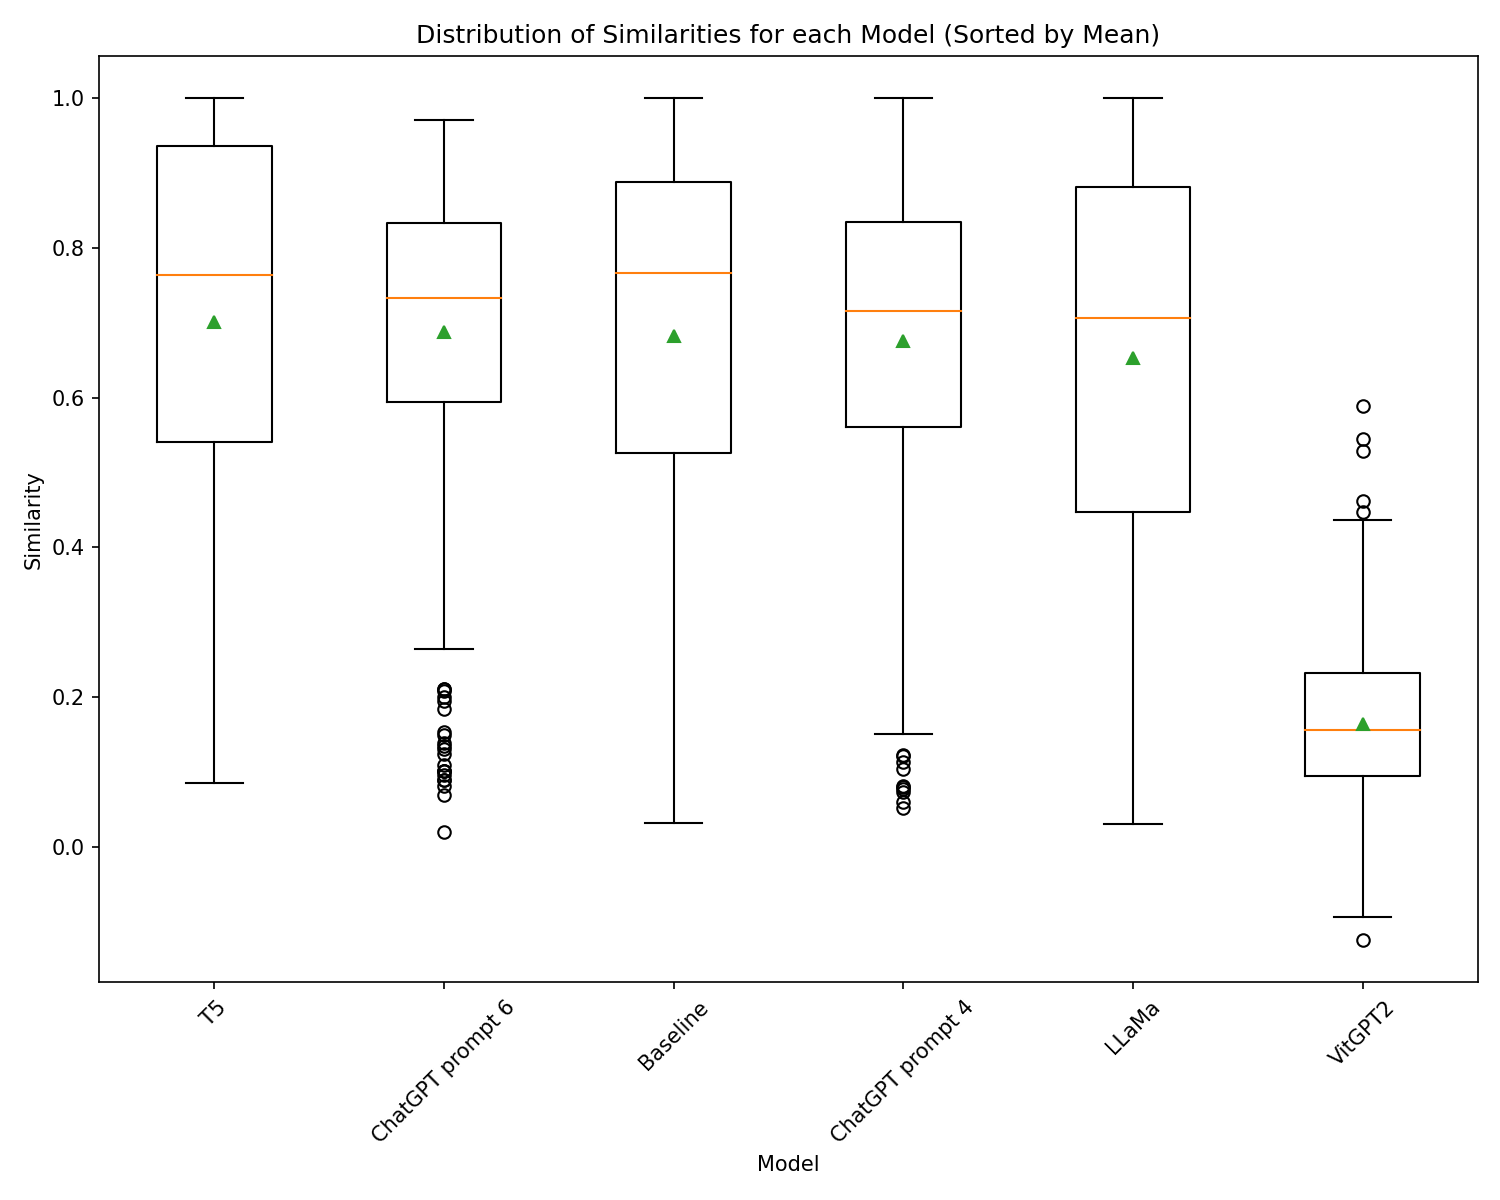 Distribution of Similarities for each Model (Sorted by Mean)
1.0
0.8
0.6
0.4
0.2
0.0
Similarity
T5
ChatGPT prompt 6
Baseline
ChatGPT prompt 4
LLaMa
VitGPT2
Model